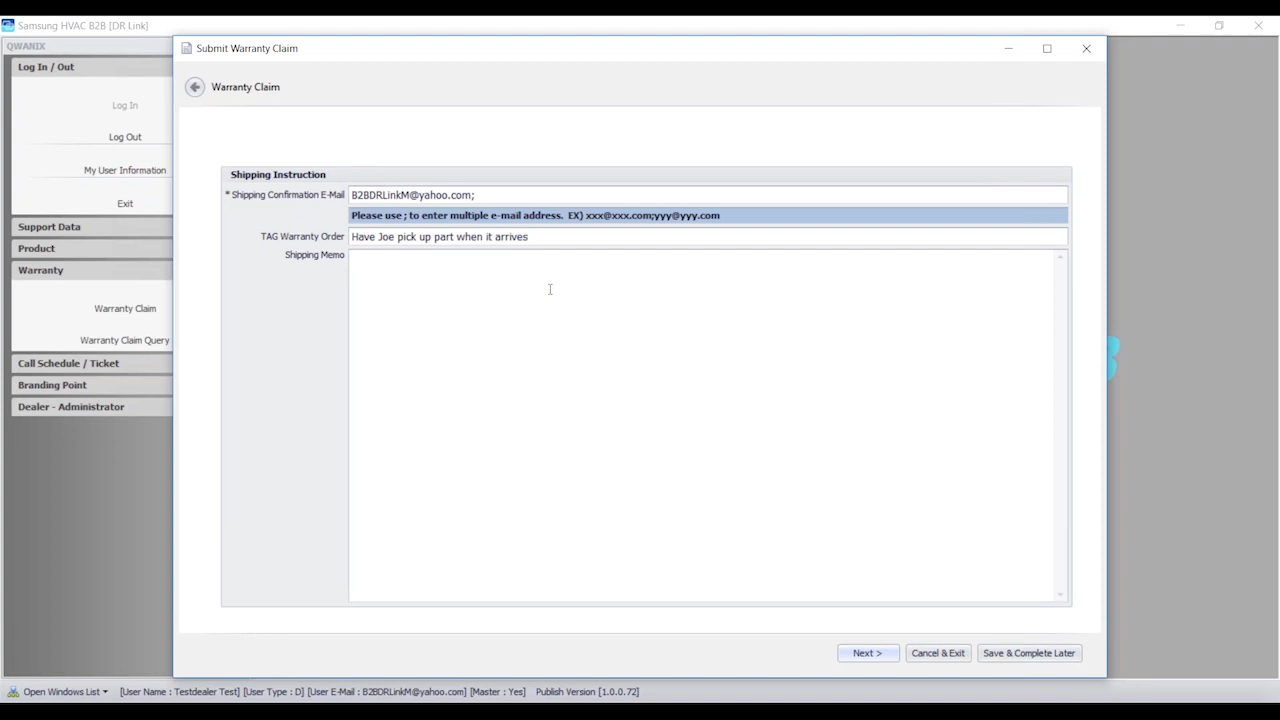 Samsung HVAC B2B [DR Link]
QWANIX
Log In / Out
Log In
Log Out
My User Information
Exit
Support Data
Product
Warranty
Warranty Claim
Warranty Claim Query
Call Schedule / Ticket
Branding Point
Dealer - Administrator
Submit Warranty Claim
Warranty Claim
Shipping Instruction
* Shipping Confirmation E-Mail B2BDRLinkM@yahoo.com;
Please use ; to enter multiple e-mail address. EX) xxx@xxx.com;yyy@yyy.com
TAG Warranty Order Have Joe pick up part when it arrives
Shipping Memo
Next > Cancel & Exit Save & Complete Later
Open Windows List [User Name : Testdealer Test] [User Type : D] [User E-Mail : B2BDRLinkM@yahoo.com] [Master : Yes] Publish Version [1.0.0.72]